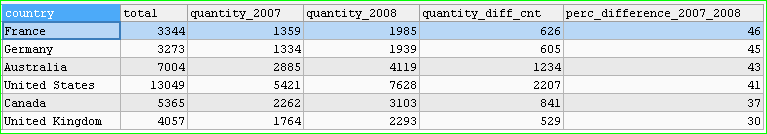 country total quantity_2007 quantity_2008 quantity_diff_cnt perc_difference_2007_2008
France 3344 1359 1985 626 46
Germany 3273 1334 1939 605 45
Australia 7004 2885 4119 1234 43
United States 13049 5421 7628 2207 41
Canada 5365 2262 3103 841 37
United Kingdom 4057 1764 2293 529 30